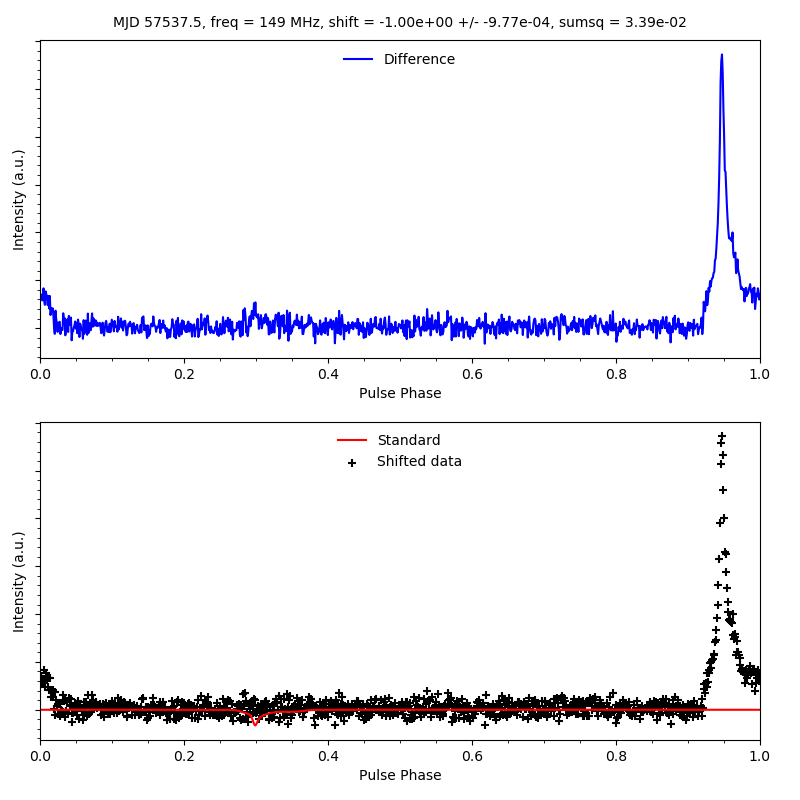 MJD 57537.5, freq = 149 MHz, shift = -1.00e+00 +/- -9.77e-04, sumsq = 3.39e-02
Difference
Intensity (a.u.)
0.0 0.2 0.4 0.6 0.8 1.0
Pulse Phase
Standard
Shifted data
Intensity (a.u.)
0.0 0.2 0.4 0.6 0.8 1.0
Pulse Phase